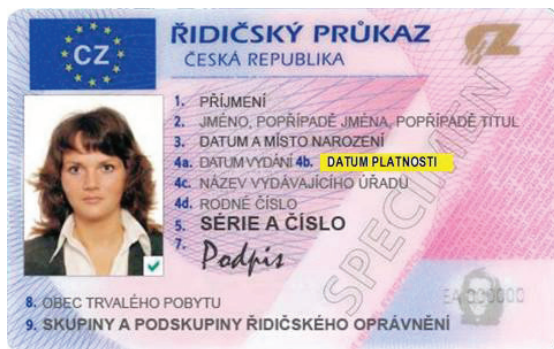 CZ
ŘIDIČSKÝ PRŮKAZ
ČESKÁ REPUBLIKA
1. PŘÍJMENÍ
2. JMÉNO, POPŘÍPADĚ JMÉNA, POPŘÍPADĚ TITUL
3. DATUM A MÍSTO NAROZENÍ
4a. DATUM VYDÁNÍ 4b. DATUM PLATNOSTI
4c. NÁZEV VYDÁVAJÍCÍHO ÚŘADU
4d. RODNÉ ČÍSLO
5. SÉRIE A ČÍSLO
7. Podpis
SPECIMEN
EA 000000
8. OBEC TRVALÉHO POBYTU
9. SKUPINY A PODSKUPINY ŘIDIČSKÉHO OPRÁVNĚNÍ